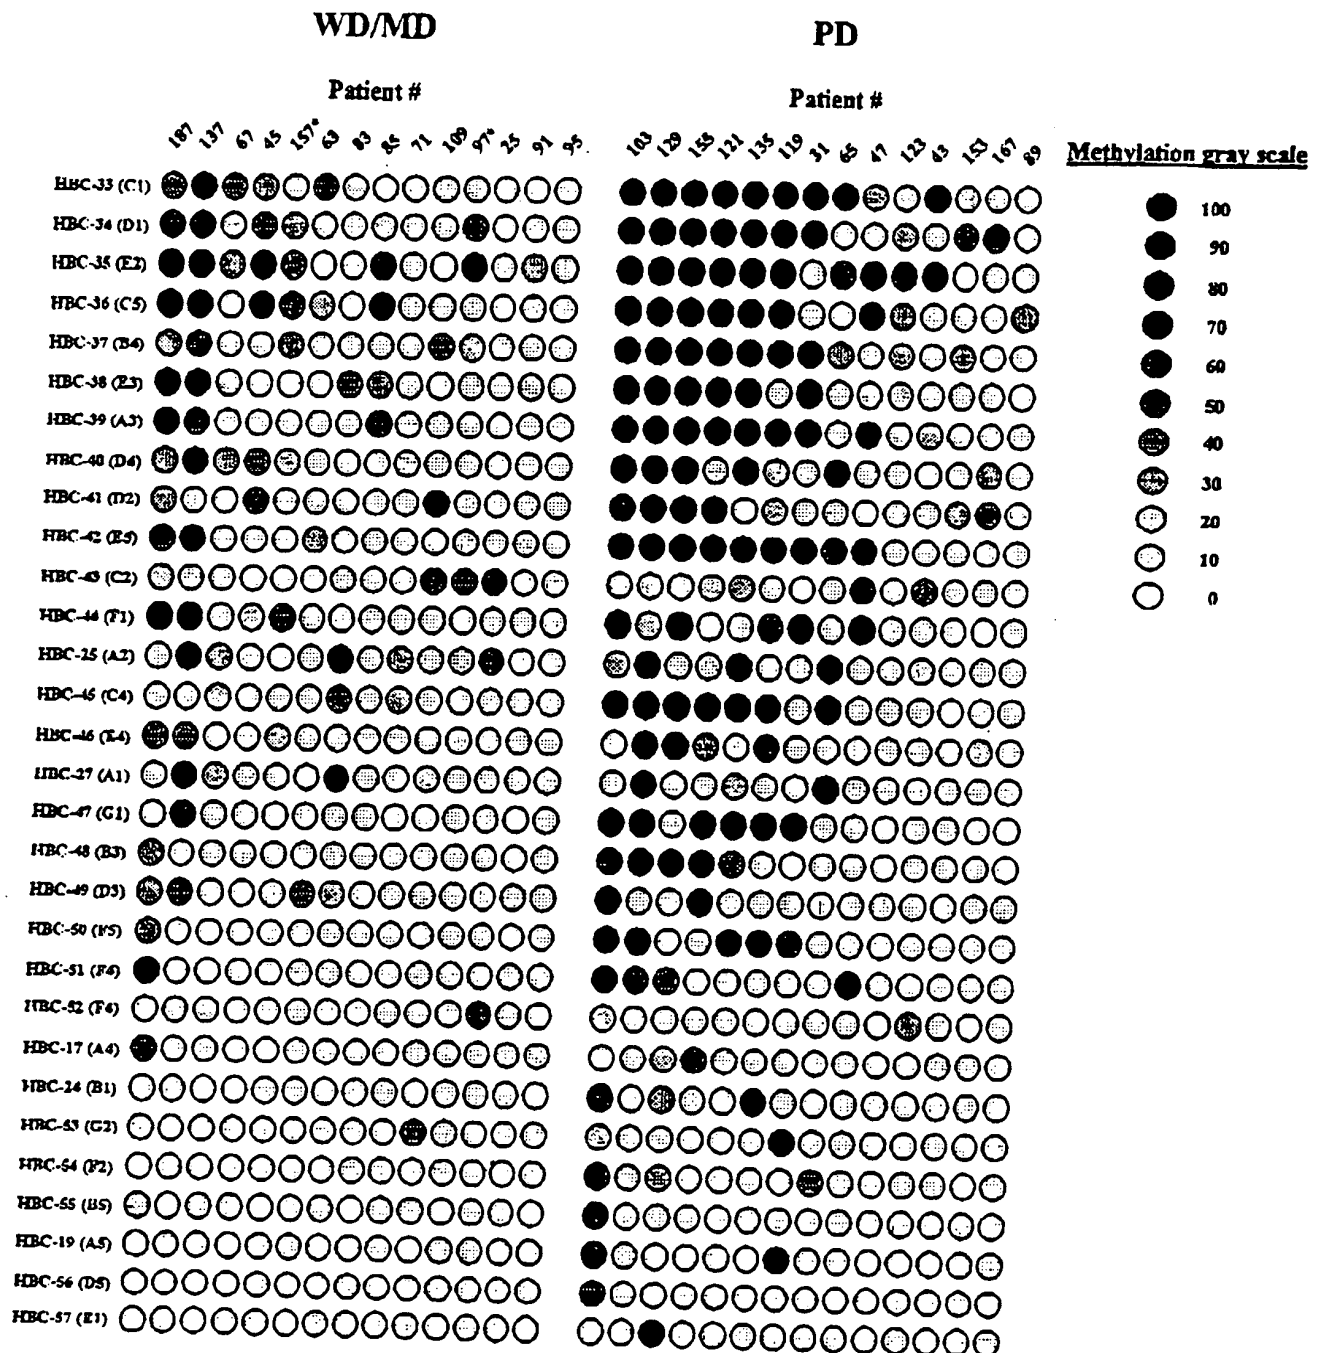 WD/MD
PD
Patient #
Patient #
187 137 67 45 157* 63 83 85 71 109 97* 25 91 95
103 129 155 121 135 119 31 65 47 123 43 153 167 89
Methylation gray scale
100
90
80
70
60
50
40
30
20
10
0
HBC-33 (C1)
HBC-34 (D1)
HBC-35 (E2)
HBC-36 (C5)
HBC-37 (B4)
HBC-38 (E3)
HBC-39 (A3)
HBC-40 (D4)
HBC-41 (D2)
HBC-42 (E5)
HBC-43 (C2)
HBC-44 (F1)
HBC-25 (A2)
HBC-45 (C4)
HBC-46 (E4)
HBC-27 (A1)
HBC-47 (G1)
HBC-48 (B3)
HBC-49 (D3)
HBC-50 (F5)
HBC-51 (F4)
HBC-52 (F6)
HBC-17 (A4)
HBC-24 (B1)
HBC-53 (G2)
HBC-54 (F2)
HBC-55 (B5)
HBC-19 (A5)
HBC-56 (D5)
HBC-57 (E1)